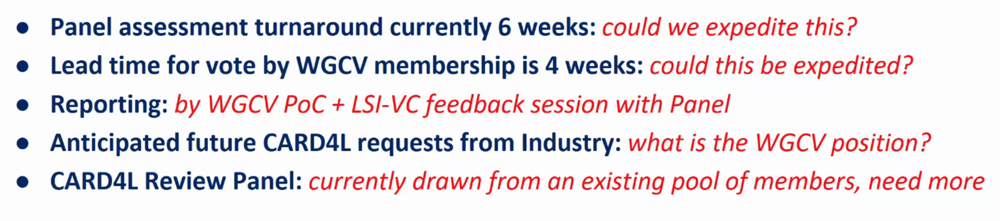 ● Panel assessment turnaround currently 6 weeks: could we expedite this?
● Lead time for vote by WGCV membership is 4 weeks: could this be expedited?
● Reporting: by WGCV PoC + LSI-VC feedback session with Panel
● Anticipated future CARD4L requests from Industry: what is the WGCV position?
● CARD4L Review Panel: currently drawn from an existing pool of members, need more